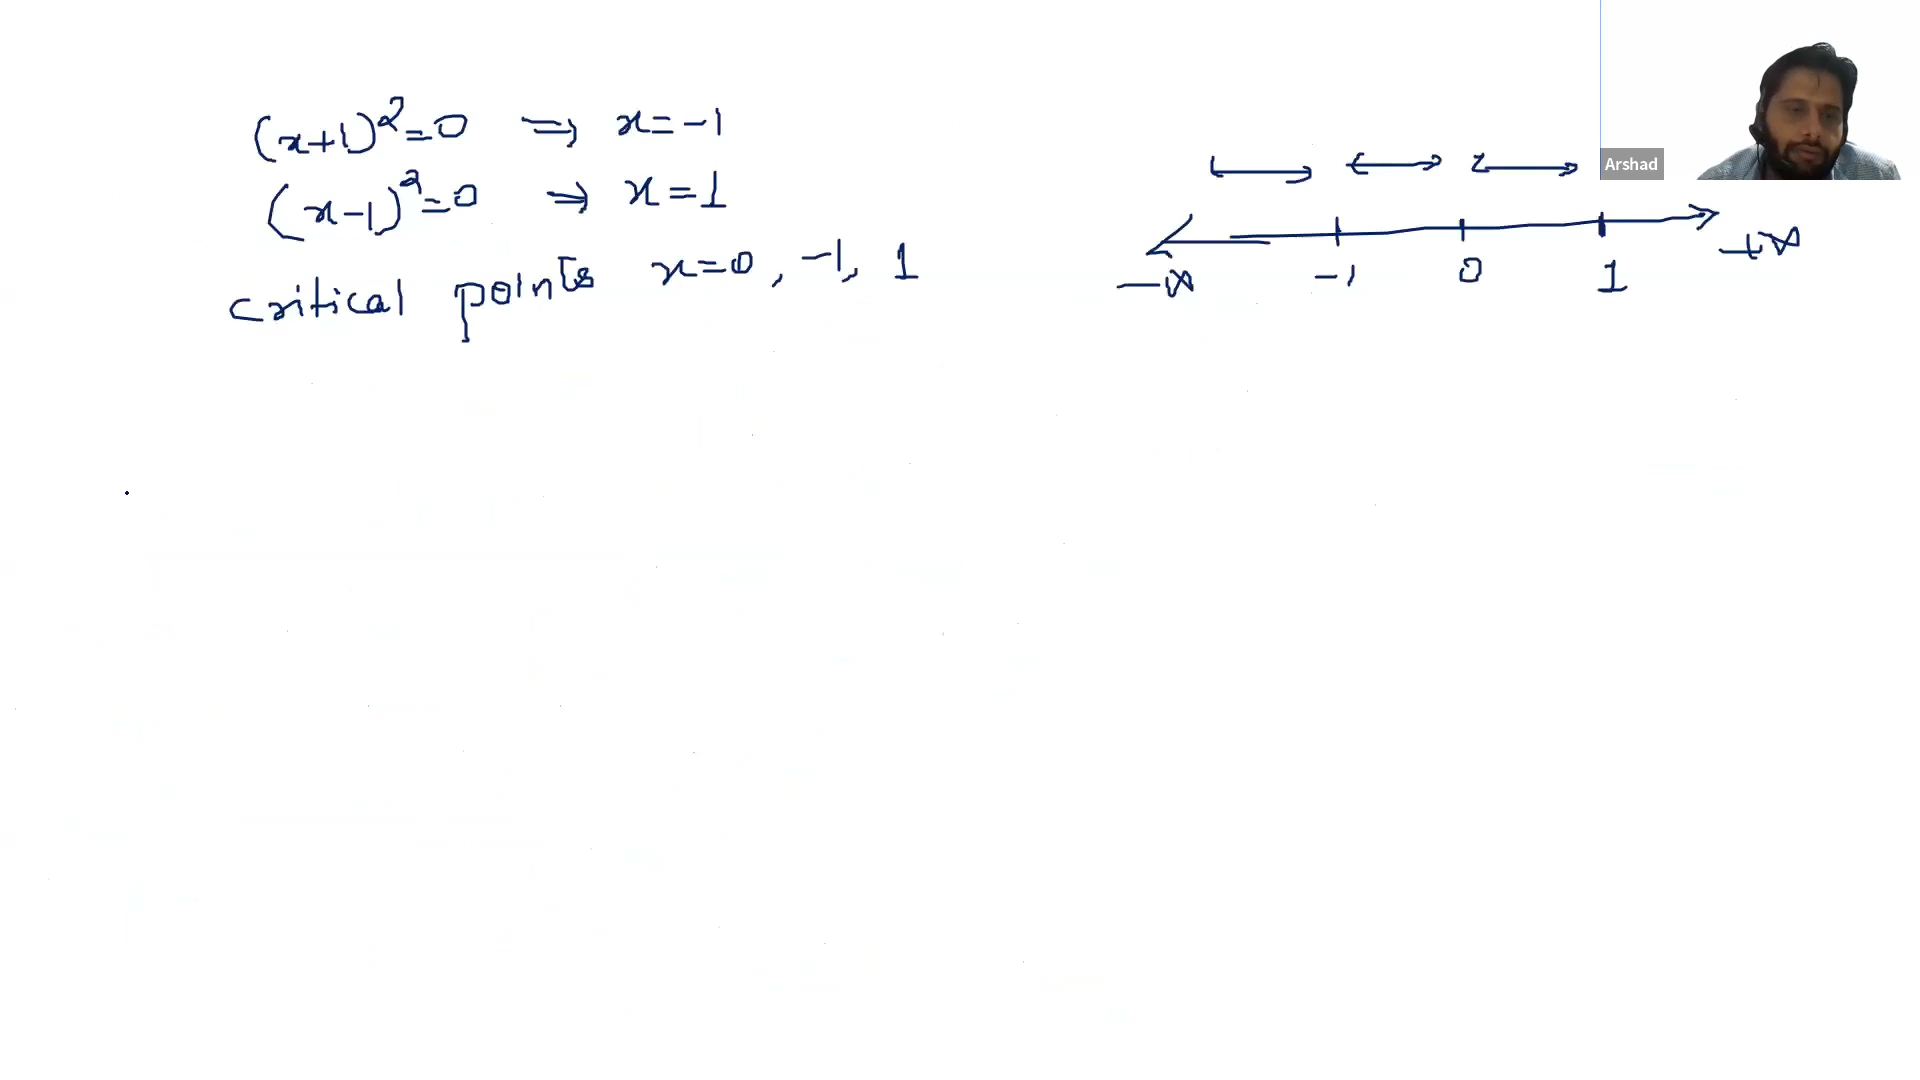 (x+1)²=0 ⇒ x=-1
(x-1)²=0 ⇒ x=1
critical points x=0, -1, 1
-∞ -1 0 1 +∞
Arshad